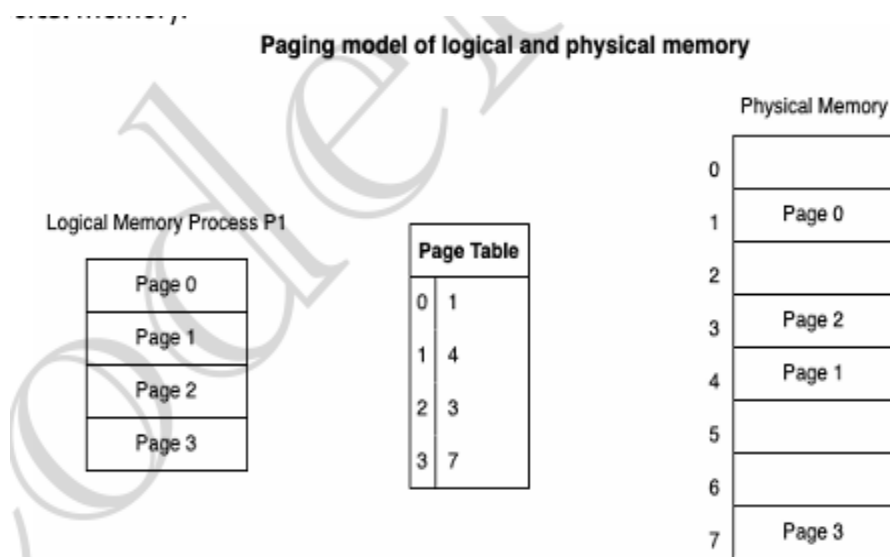 Paging model of logical and physical memory
Physical Memory
0
1 Page 0
2
3 Page 2
4 Page 1
5
6
7 Page 3
Logical Memory Process P1
Page 0
Page 1
Page 2
Page 3
Page Table
0 1
1 4
2 3
3 7